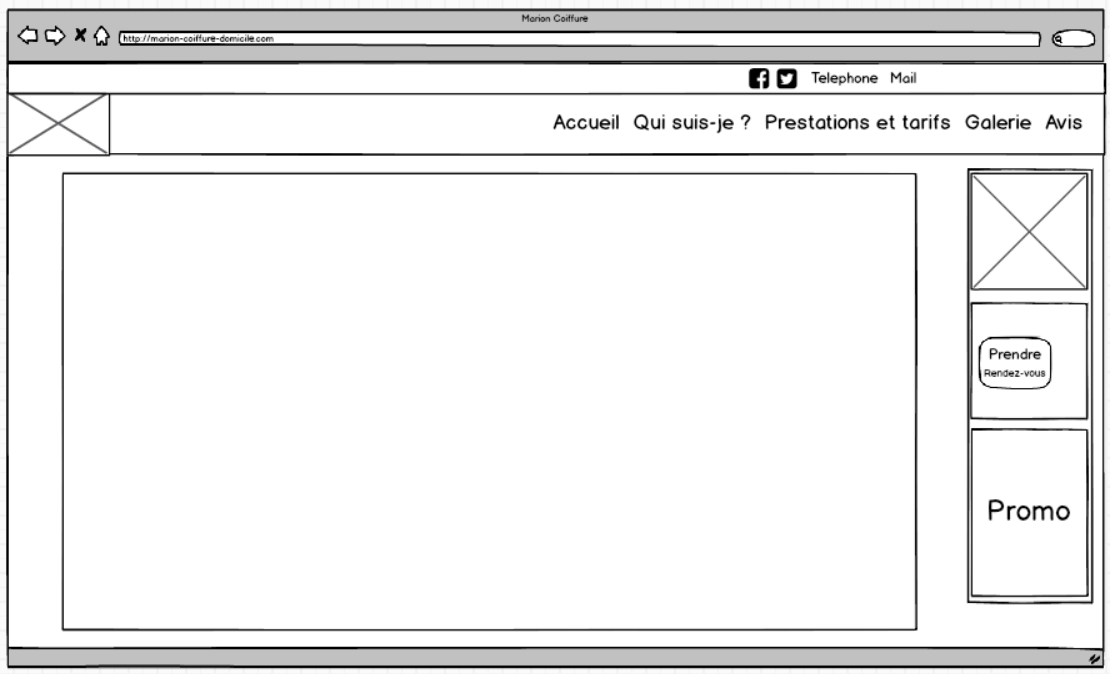 Marion Coiffure
http://marion-coiffure-domicile.com
Telephone Mail
Accueil Qui suis-je ? Prestations et tarifs Galerie Avis
Prendre
Rendez-vous
Promo